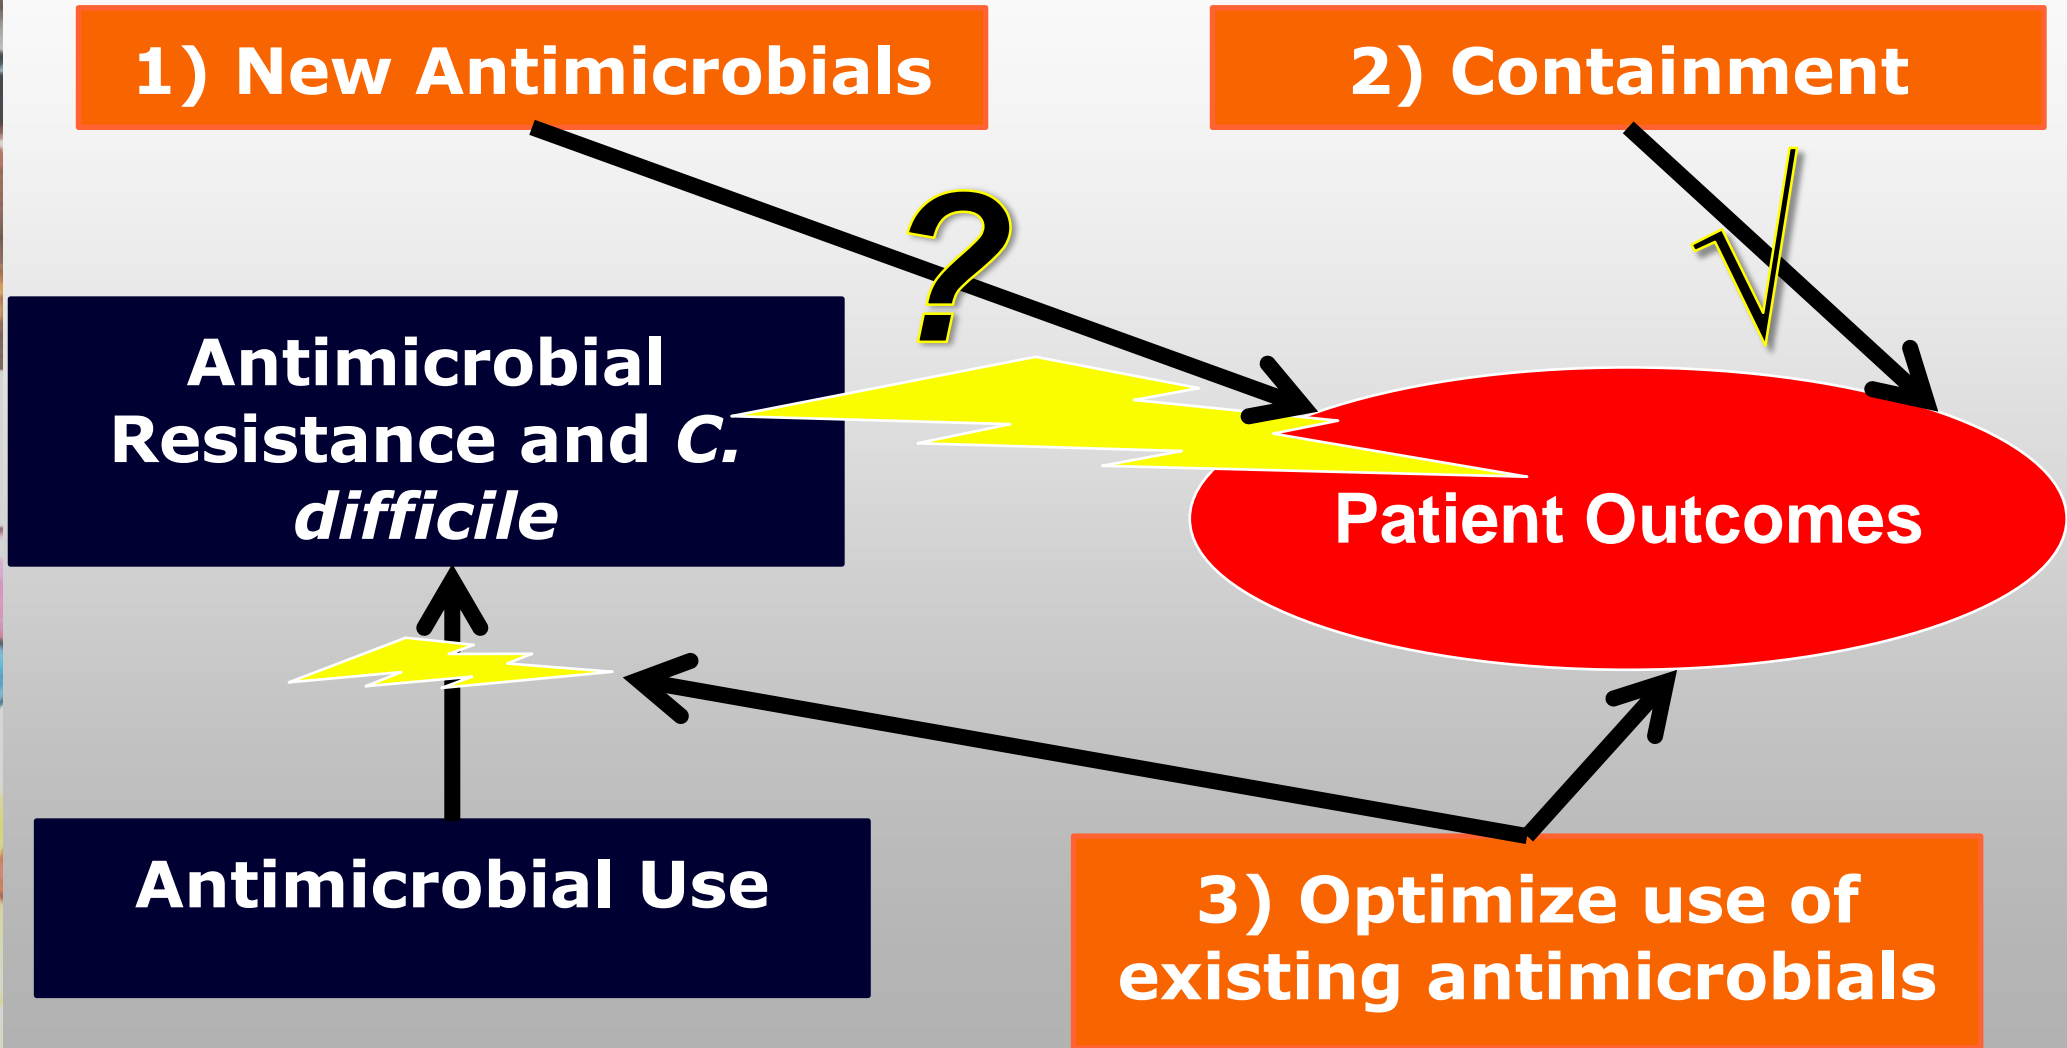 1) New Antimicrobials
2) Containment
?
√
Antimicrobial
Resistance and C.
difficile
Patient Outcomes
Antimicrobial Use
3) Optimize use of
existing antimicrobials